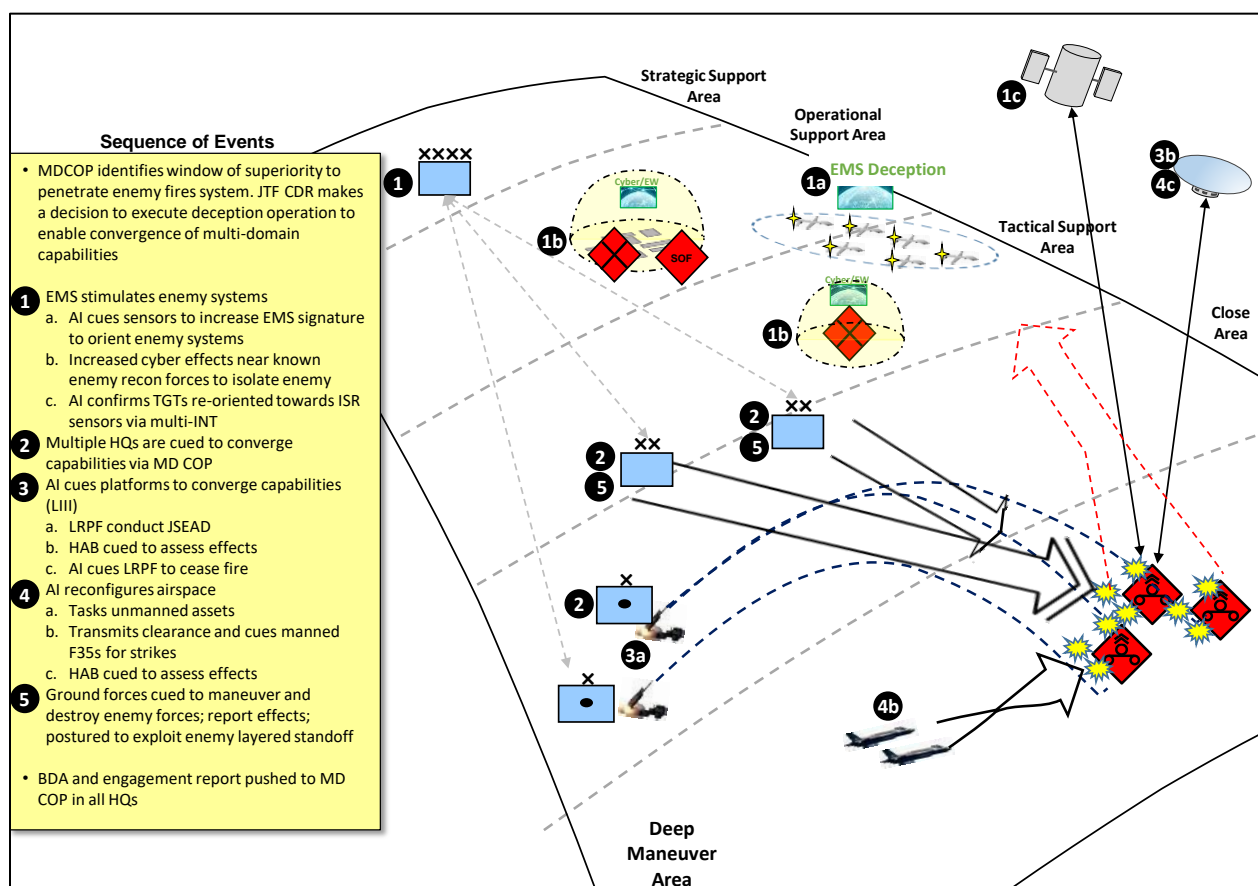 Sequence of Events
• MDCOP identifies window of superiority to
penetrate enemy fires system. JTF CDR makes
a decision to execute deception operation to
enable convergence of multi-domain
capabilities
1 EMS stimulates enemy systems
a. AI cues sensors to increase EMS signature
to orient enemy systems
b. Increased cyber effects near known
enemy recon forces to isolate enemy
c. AI confirms TGTs re-oriented towards ISR
sensors via multi-INT
2 Multiple HQs are cued to converge
capabilities via MD COP
3 AI cues platforms to converge capabilities
(LIII)
a. LRPF conduct JSEAD
b. HAB cued to assess effects
c. AI cues LRPF to cease fire
4 AI reconfigures airspace
a. Tasks unmanned assets
b. Transmits clearance and cues manned
F35s for strikes
c. HAB cued to assess effects
5 Ground forces cued to maneuver and
destroy enemy forces; report effects;
postured to exploit enemy layered standoff
• BDA and engagement report pushed to MD
COP in all HQs
Strategic Support
Area
Operational
Support Area
Tactical Support
Area
Close
Area
Deep
Maneuver
Area
XXXX
1
1a
EMS Deception
1b
Cyber/EW
SOF
1b
Cyber/EW
1c
3b
4c
XX
2
5
XX
2
5
X
2
3a
X
4b